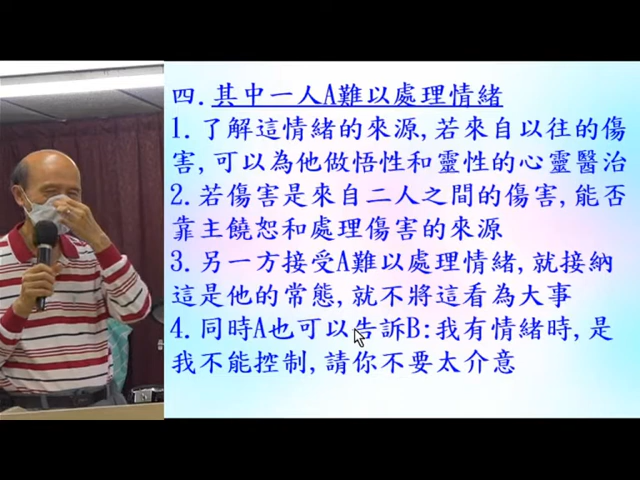 四.其中一人A難以處理情緒
1.了解這情緒的來源,若來自以往的傷
害,可以為他做悟性和靈性的心靈醫治
2.若傷害是來自二人之間的傷害,能否
靠主饒恕和處理傷害的來源
3.另一方接受A難以處理情緒,就接納
這是他的常態,就不將這看為大事
4.同時A也可以告訴B:我有情緒時,是
我不能控制,請你不要太介意